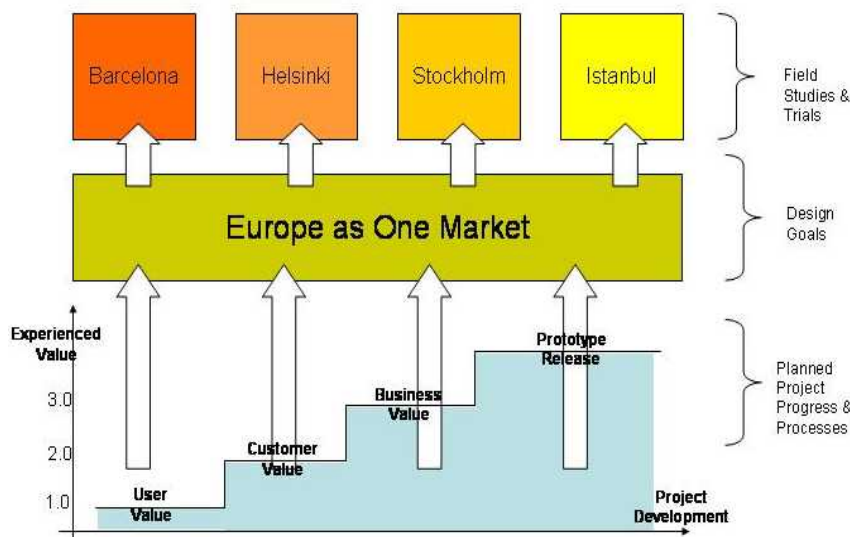 Barcelona
Helsinki
Stockholm
Istanbul
Field
Studies &
Trials
Europe as One Market
Design
Goals
Experienced
Value
Prototype
Release
3.0
Business
Value
Planned
Project
Progress &
Processes
2.0
Customer
Value
1.0
User
Value
Project
Development